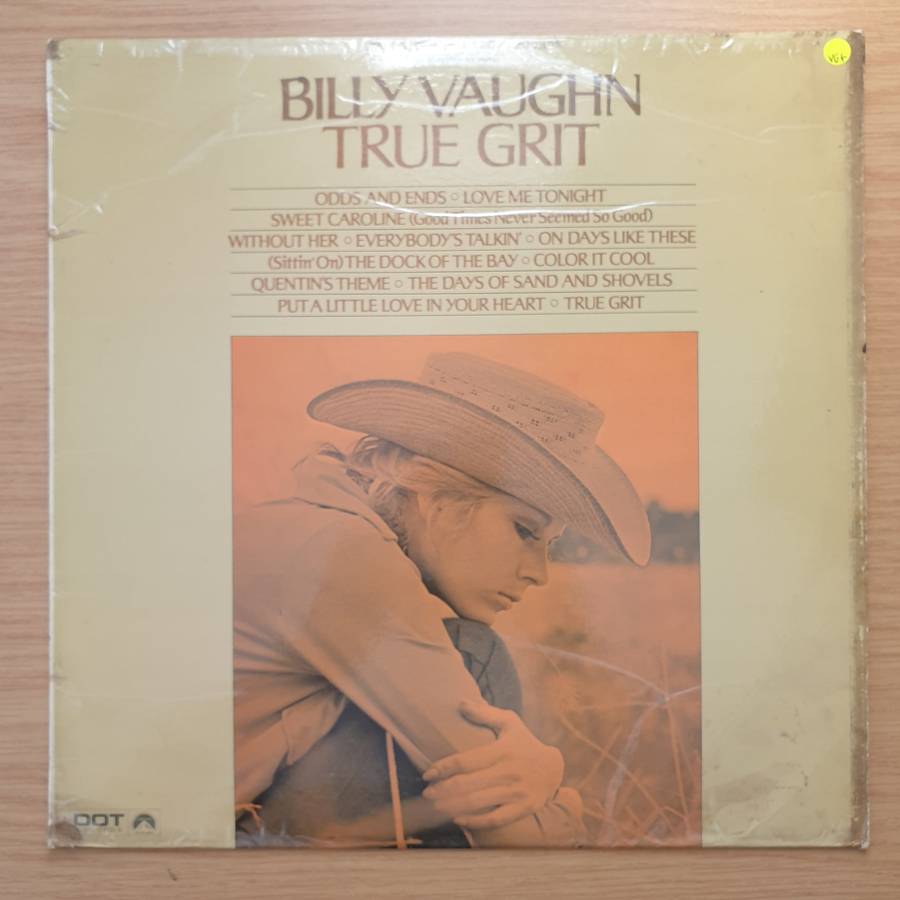 BILLY VAUGHN
TRUE GRIT
ODDS AND ENDS ○ LOVE ME TONIGHT
SWEET CAROLINE (Good Times Never Seemed So Good)
WITHOUT HER ○ EVERYBODY'S TALKIN' ○ ON DAYS LIKE THESE
(Sittin' On) THE DOCK OF THE BAY ○ COLOR IT COOL
QUENTIN'S THEME ○ THE DAYS OF SAND AND SHOVELS
PUT A LITTLE LOVE IN YOUR HEART ○ TRUE GRIT
DOT